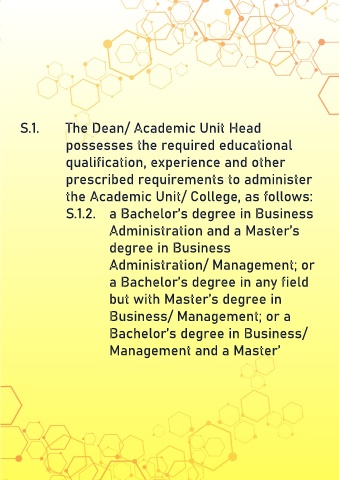 S.1. The Dean/ Academic Unit Head
possesses the required educational
qualification, experience and other
prescribed requirements to administer
the Academic Unit/ College, as follows:
S.1.2. a Bachelor's degree in Business
Administration and a Master's
degree in Business
Administration/ Management; or
a Bachelor's degree in any field
but with Master's degree in
Business/ Management; or a
Bachelor's degree in Business/
Management and a Master'